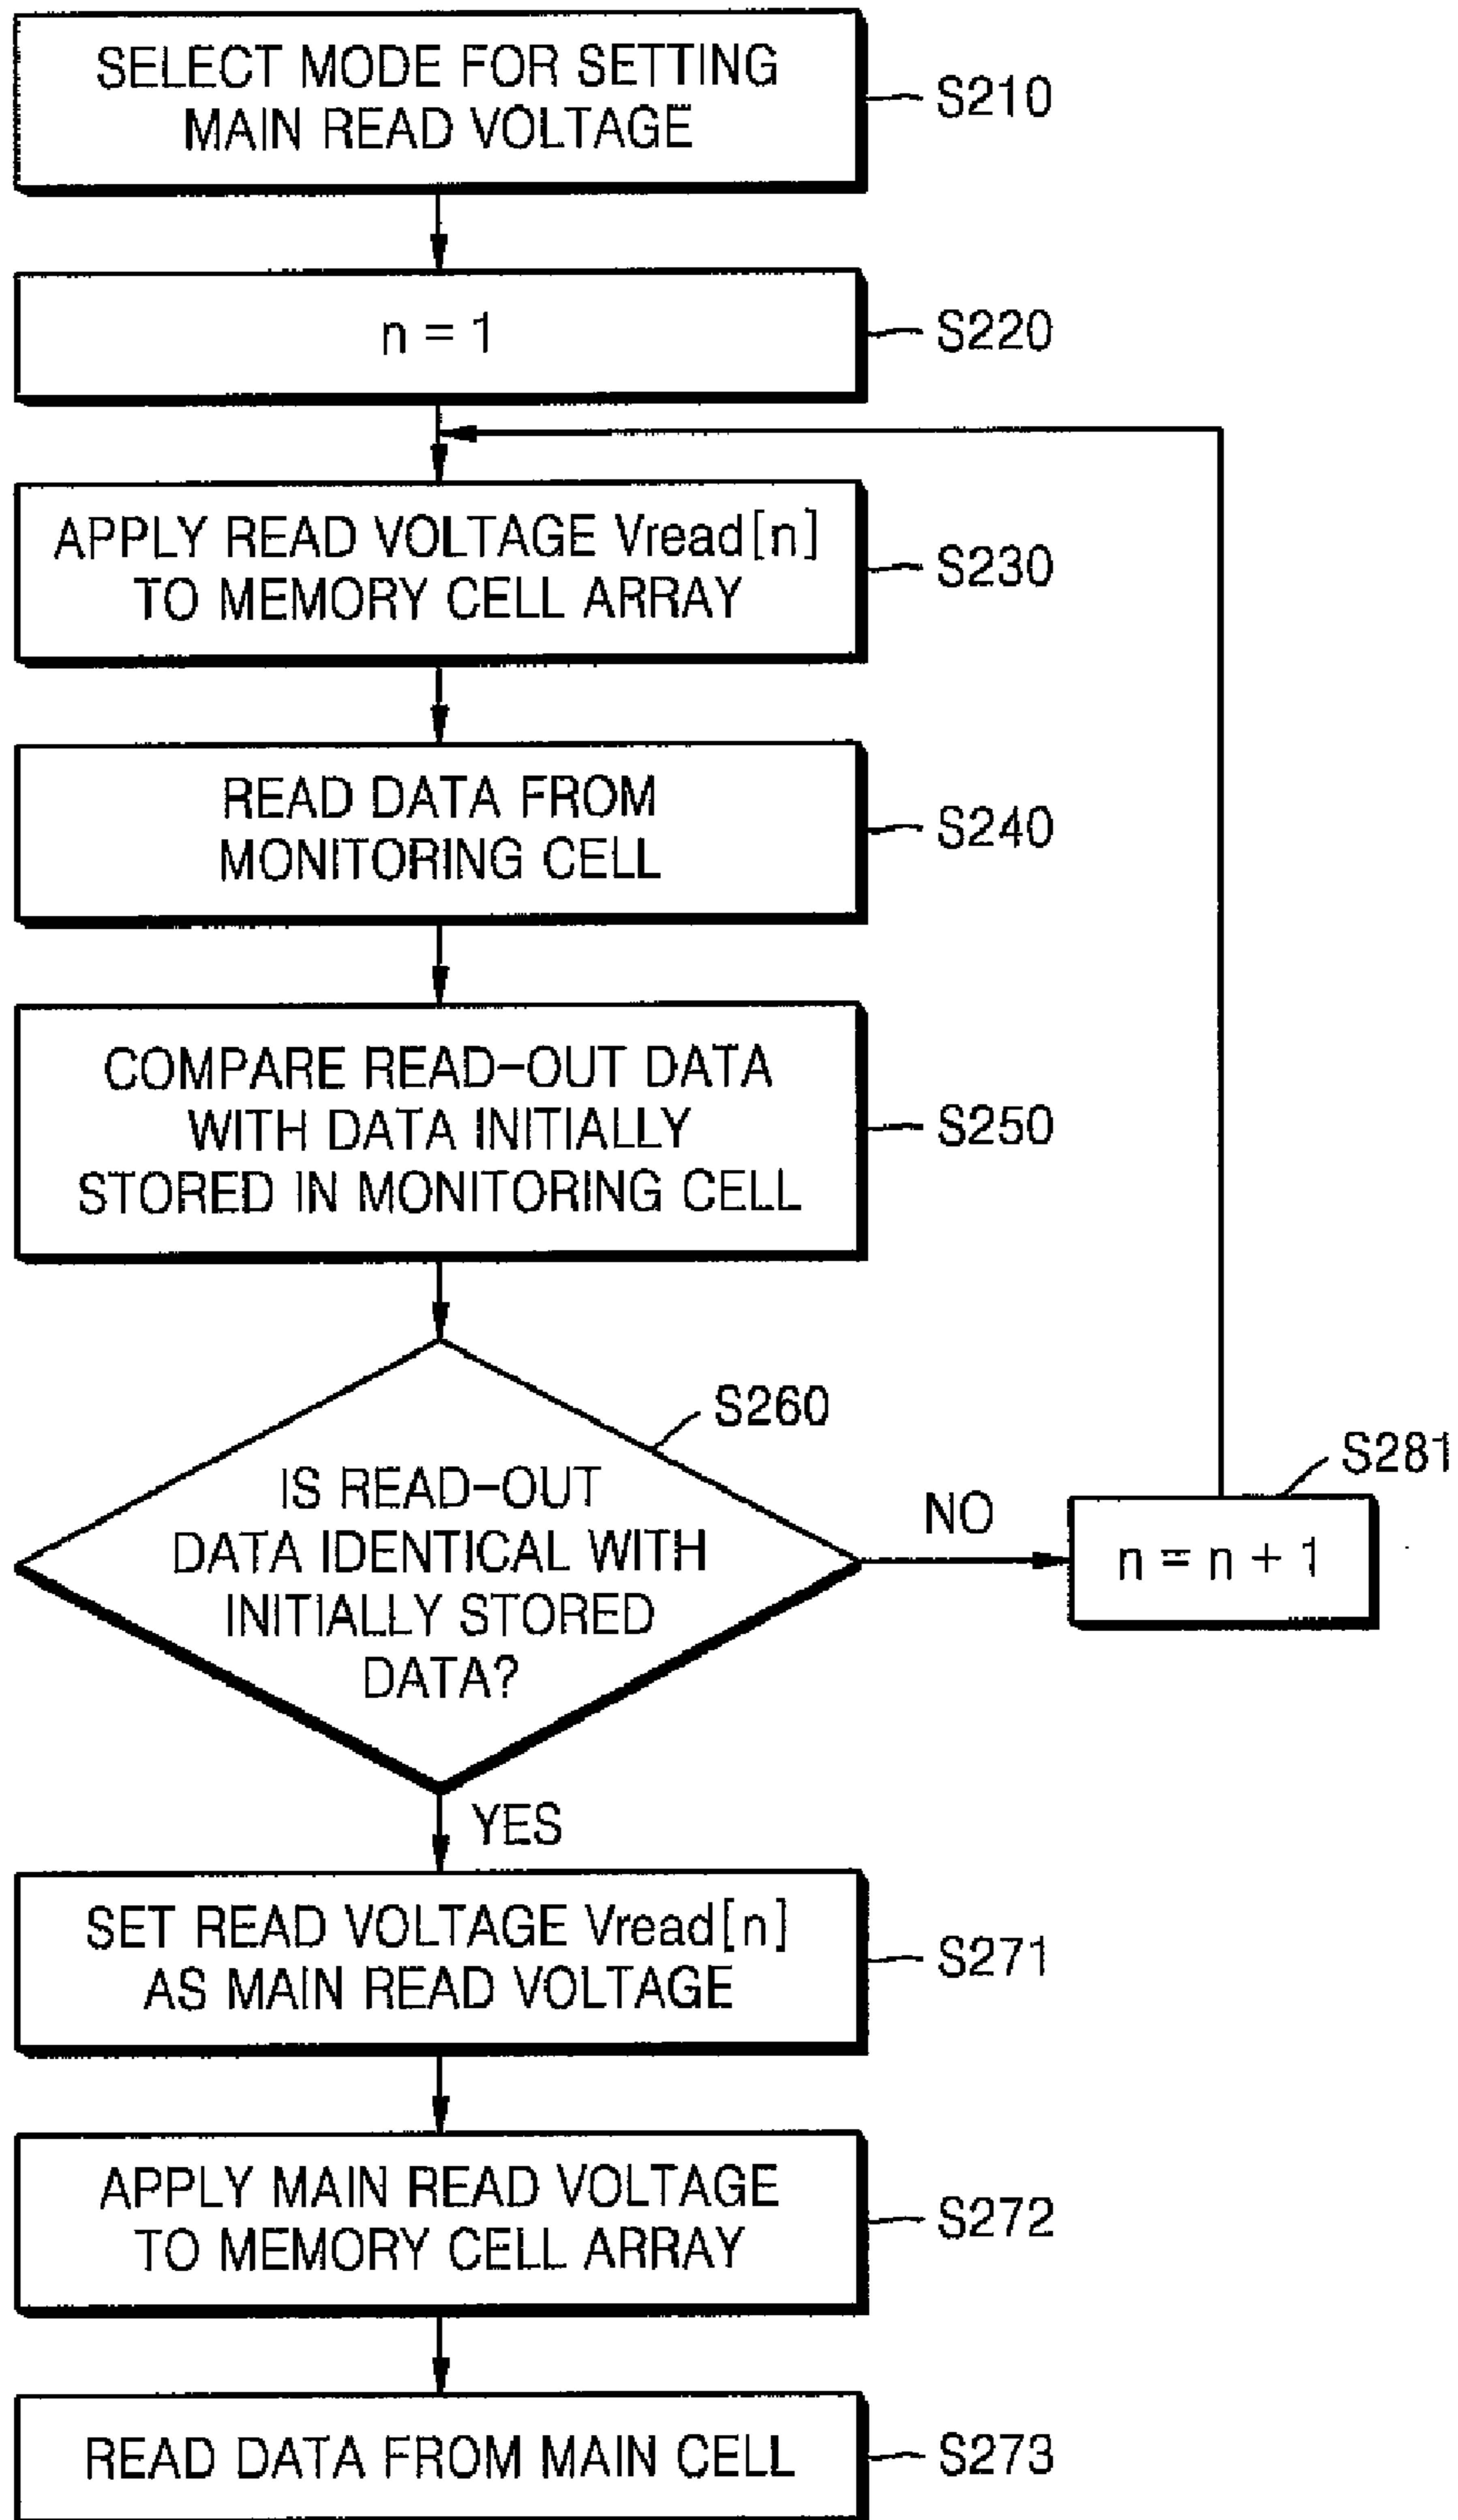 SELECT MODE FOR SETTING
MAIN READ VOLTAGE
S210
n = 1
S220
APPLY READ VOLTAGE Vread[n]
TO MEMORY CELL ARRAY
S230
READ DATA FROM
MONITORING CELL
S240
COMPARE READ-OUT DATA
WITH DATA INITIALLY
STORED IN MONITORING CELL
S250
S260
IS READ-OUT
DATA IDENTICAL WITH
INITIALLY STORED
DATA?
NO
S281
n = n + 1
YES
SET READ VOLTAGE Vread[n]
AS MAIN READ VOLTAGE
S271
APPLY MAIN READ VOLTAGE
TO MEMORY CELL ARRAY
S272
READ DATA FROM MAIN CELL
S273